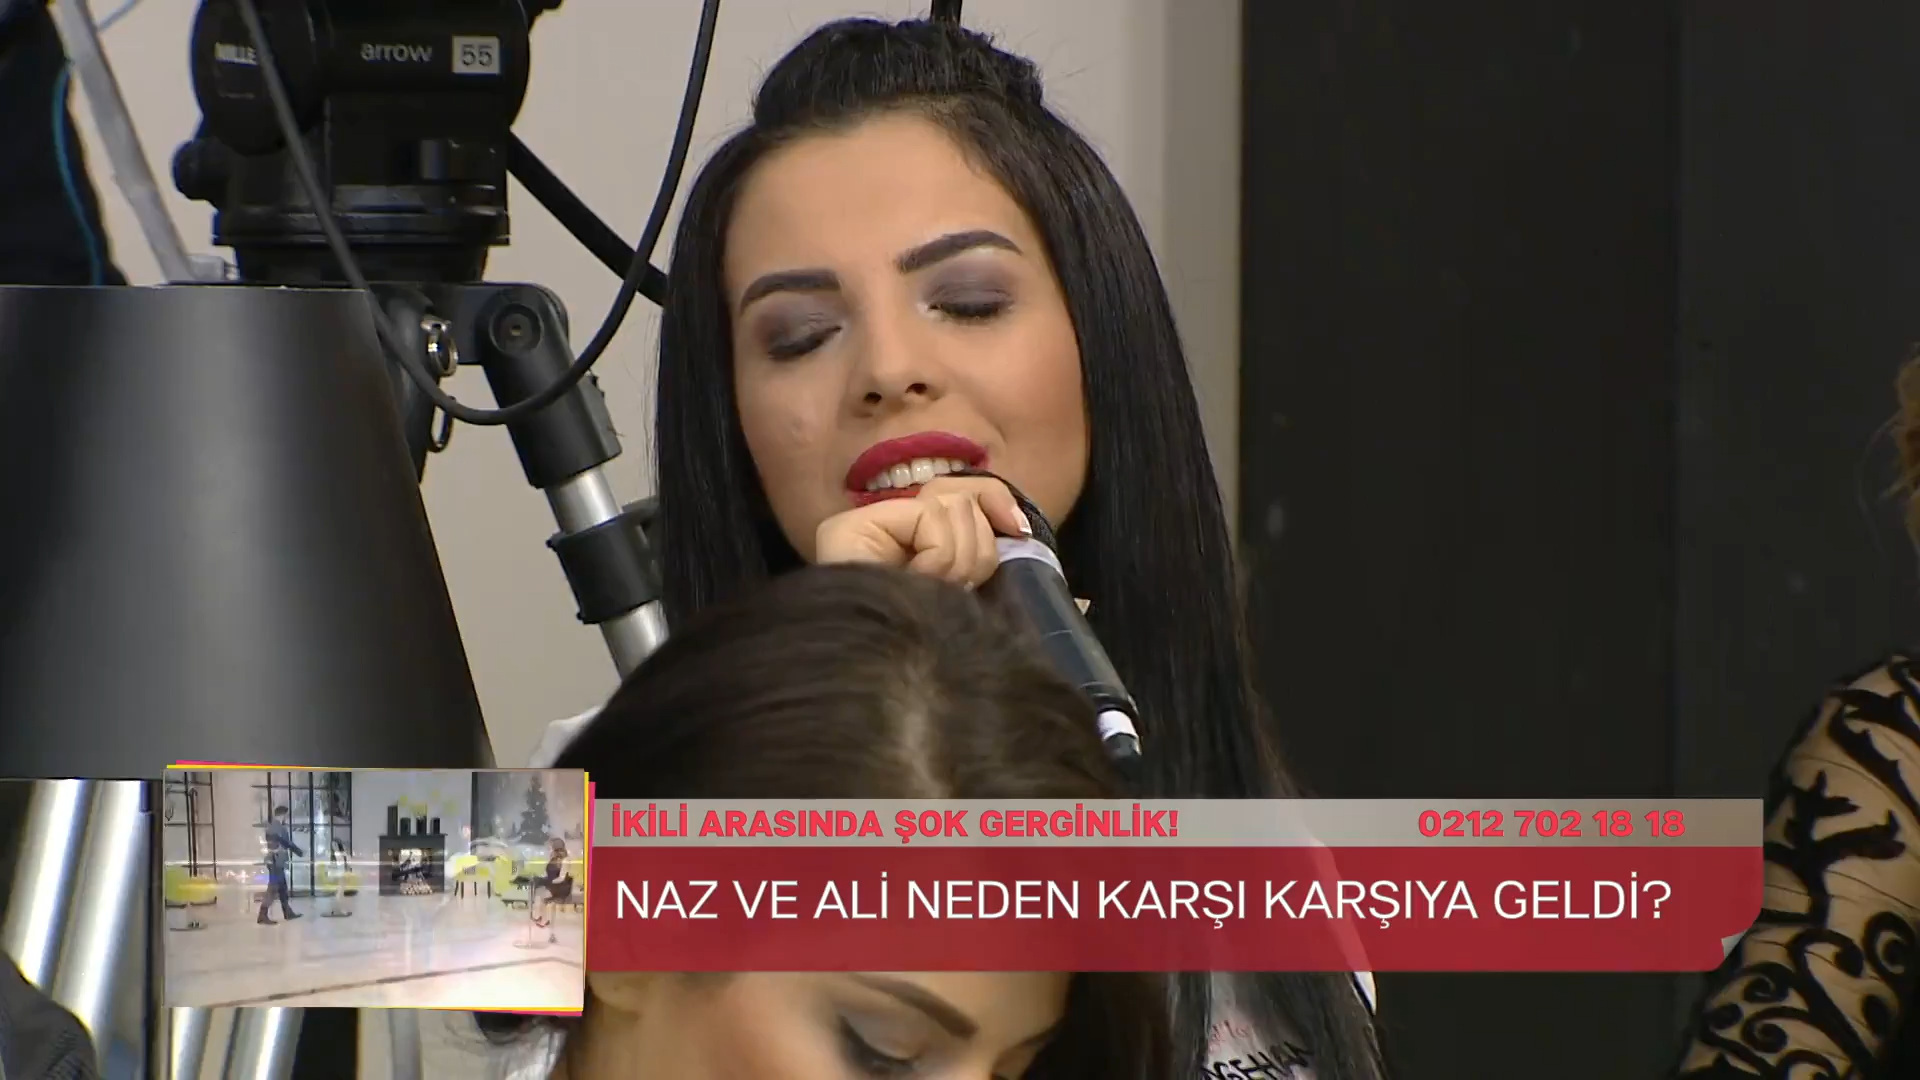 arrow 55
İKİLİ ARASINDA ŞOK GERGİNLİK! 0212 702 18 18
NAZ VE ALİ NEDEN KARŞI KARŞIYA GELDİ?